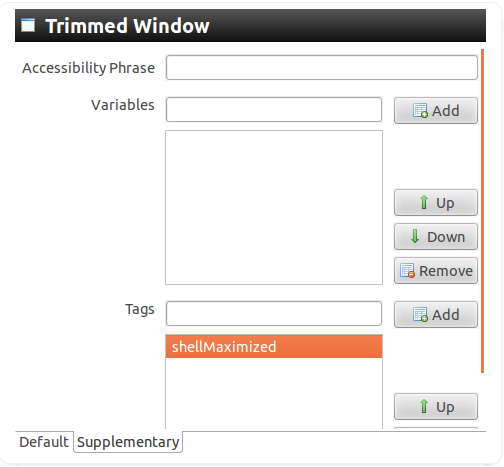 Trimmed Window
Accessibility Phrase
Variables
Add
Up
Down
Remove
Tags
Add
shellMaximized
Up
Default
Supplementary